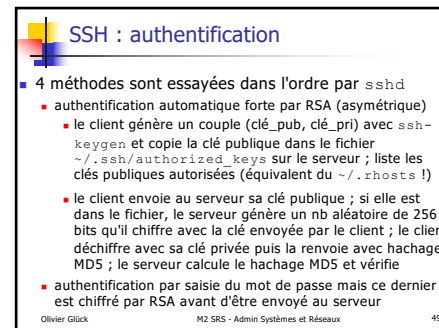 SSH : authentification
4 méthodes sont essayées dans l'ordre par sshd
authentification automatique forte par RSA (asymétrique)
le client génère un couple (clé_pub, clé_pri) avec ssh-
keygen et copie la clé publique dans le fichier
~/.ssh/authorized_keys sur le serveur ; liste les
clés publiques autorisées (équivalent du ~/.rhosts !)
le client envoie au serveur sa clé publique ; si elle est
dans le fichier, le serveur génère un nb aléatoire de 256
bits qu'il chiffre avec la clé envoyée par le client ; le clien
déchiffre avec sa clé privée puis la renvoie avec hachage
MD5 ; le serveur calcule le hachage MD5 et vérifie
authentification par saisie du mot de passe mais ce dernier
est chiffré par RSA avant d'être envoyé au serveur
Olivier Glück M2 SRS - Admin Systèmes et Réseaux 49